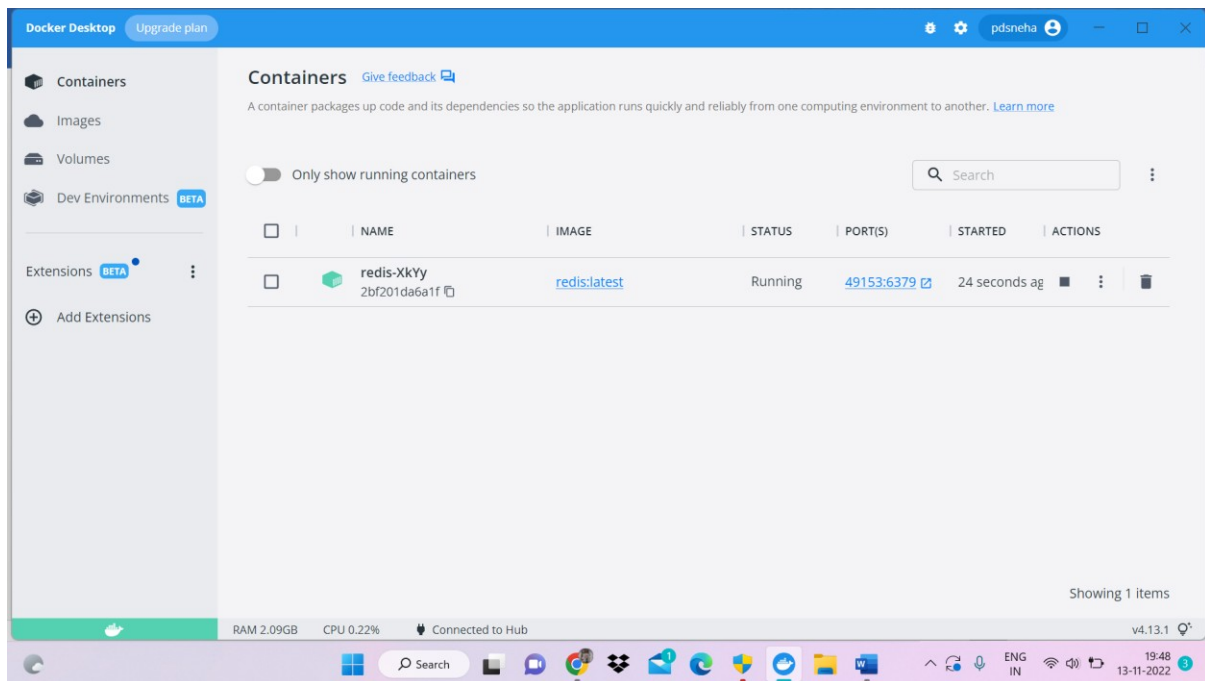 Docker Desktop Upgrade plan pdsneha
Containers
Images
Volumes
Dev Environments BETA
Extensions BETA
Add Extensions
Containers Give feedback
A container packages up code and its dependencies so the application runs quickly and reliably from one computing environment to another. Learn more
Only show running containers Search
NAME IMAGE STATUS PORT(S) STARTED ACTIONS
redis-XkYy redis:latest Running 49153:6379 24 seconds ag
2bf201da6a1f
Showing 1 items
RAM 2.09GB CPU 0.22% Connected to Hub v4.13.1
Search 1 W ENG 19:48
IN 13-11-2022 3